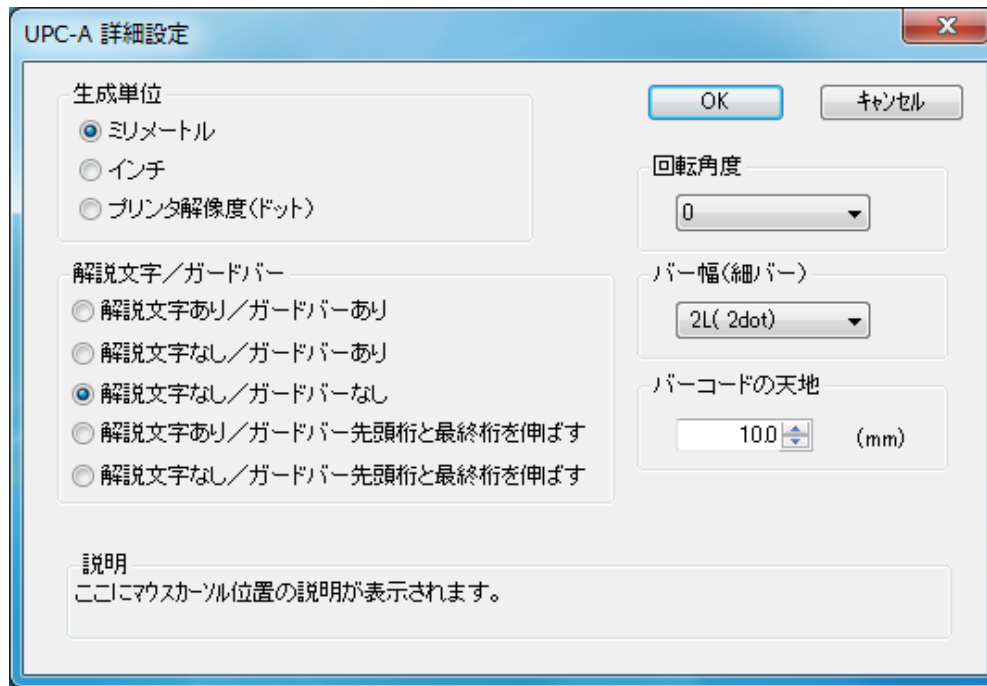 UPC-A 詳細設定
生成単位
ミリメートル
インチ
プリンタ解像度(ドット)
OK
キャンセル
回転角度
0
解説文字／ガードバー
解説文字あり／ガードバーあり
解説文字なし／ガードバーあり
解説文字なし／ガードバーなし
解説文字あり／ガードバー先頭桁と最終桁を伸ばす
解説文字なし／ガードバー先頭桁と最終桁を伸ばす
バー幅(細バー)
2L( 2dot)
バーコードの天地
10.0
(mm)
説明
ここにマウスカーソル位置の説明が表示されます。